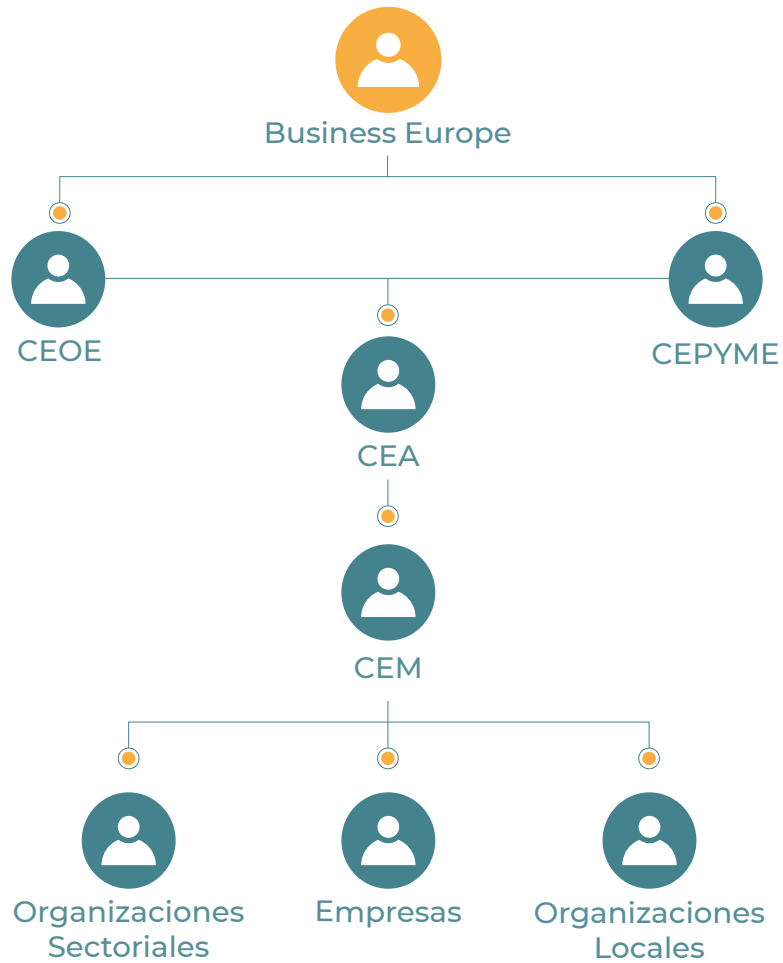 Business Europe
CEOE
CEPYME
CEA
CEM
Organizaciones
Sectoriales
Empresas
Organizaciones
Locales